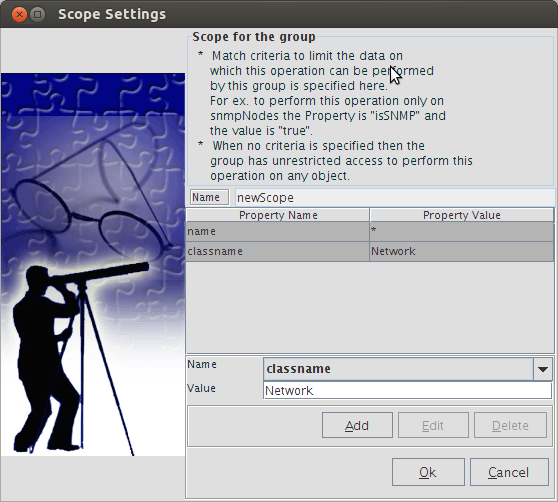 Scope Settings
Scope for the group
* Match criteria to limit the data on
which this operation can be performed
by this group is specified here.
For ex. to perform this operation only on
snmpNodes the Property is "isSNMP" and
the value is "true".
* When no criteria is specified then the
group has unrestricted access to perform this
operation on any object.
Name newScope
Property Name Property Value
name *
classname Network
Name classname
Value Network
Add Edit Delete
Ok Cancel